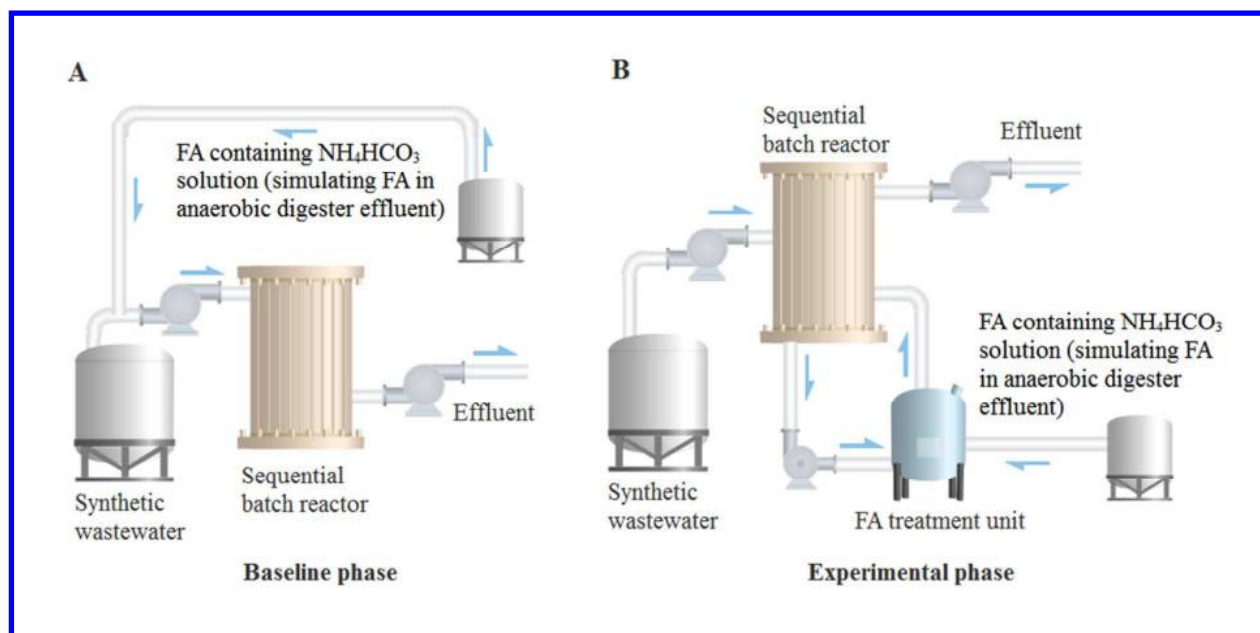 A
FA containing NH₄HCO₃
solution (simulating FA in
anaerobic digester effluent)
Effluent
Synthetic
wastewater
Sequential
batch reactor
Baseline phase
B
Sequential
batch reactor
Effluent
FA containing NH₄HCO₃
solution (simulating FA
in anaerobic digester
effluent)
Synthetic
wastewater
FA treatment unit
Experimental phase